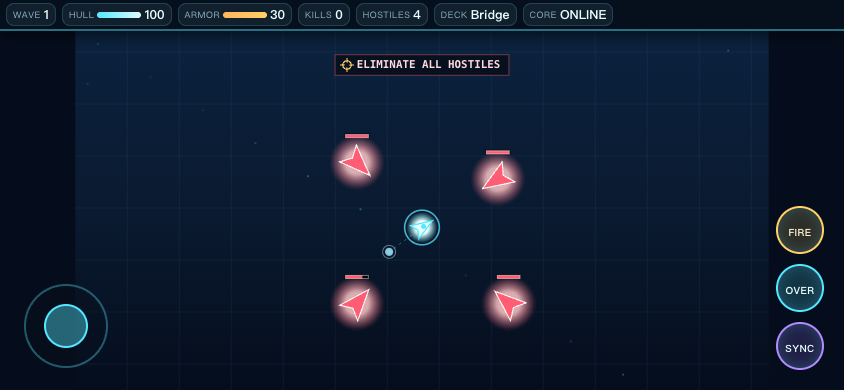 WAVE 1 HULL 100 ARMOR 30 KILLS 0 HOSTILES 4 DECK Bridge CORE ONLINE
ELIMINATE ALL HOSTILES
FIRE
OVER
SYNC